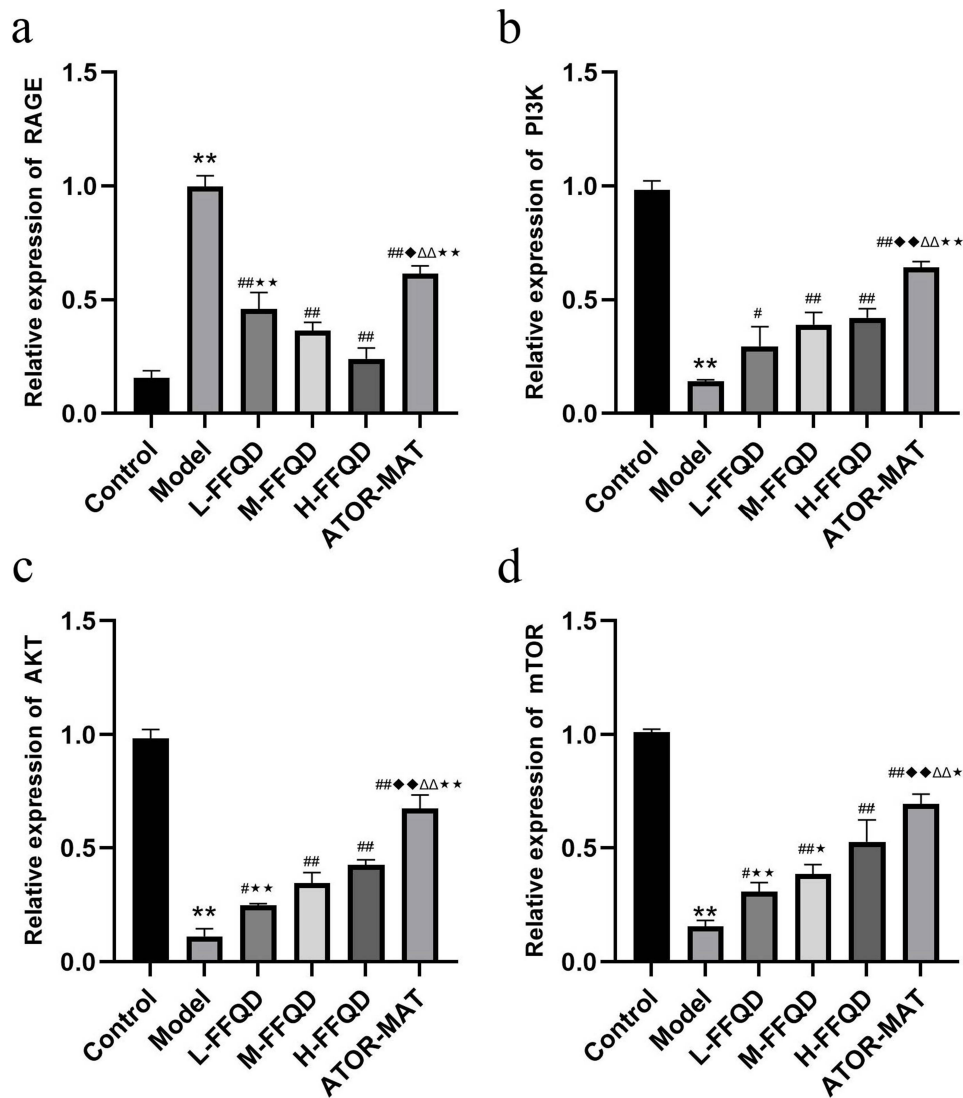 a
Relative expression of RAGE
1.5
1.0
0.5
0.0
**
##★★
##
##
##◆ΔΔ★★
Control
Model
L-FFQD
M-FFQD
H-FFQD
ATOR-MAT
b
Relative expression of PI3K
1.5
1.0
0.5
0.0
**
#
##
##
##◆◆ΔΔ★★
Control
Model
L-FFQD
M-FFQD
H-FFQD
ATOR-MAT
c
Relative expression of AKT
1.5
1.0
0.5
0.0
**
#★★
##
##
##◆◆ΔΔ★★
Control
Model
L-FFQD
M-FFQD
H-FFQD
ATOR-MAT
d
Relative expression of mTOR
1.5
1.0
0.5
0.0
**
#★★
##★
##
##◆◆ΔΔ★
Control
Model
L-FFQD
M-FFQD
H-FFQD
ATOR-MAT